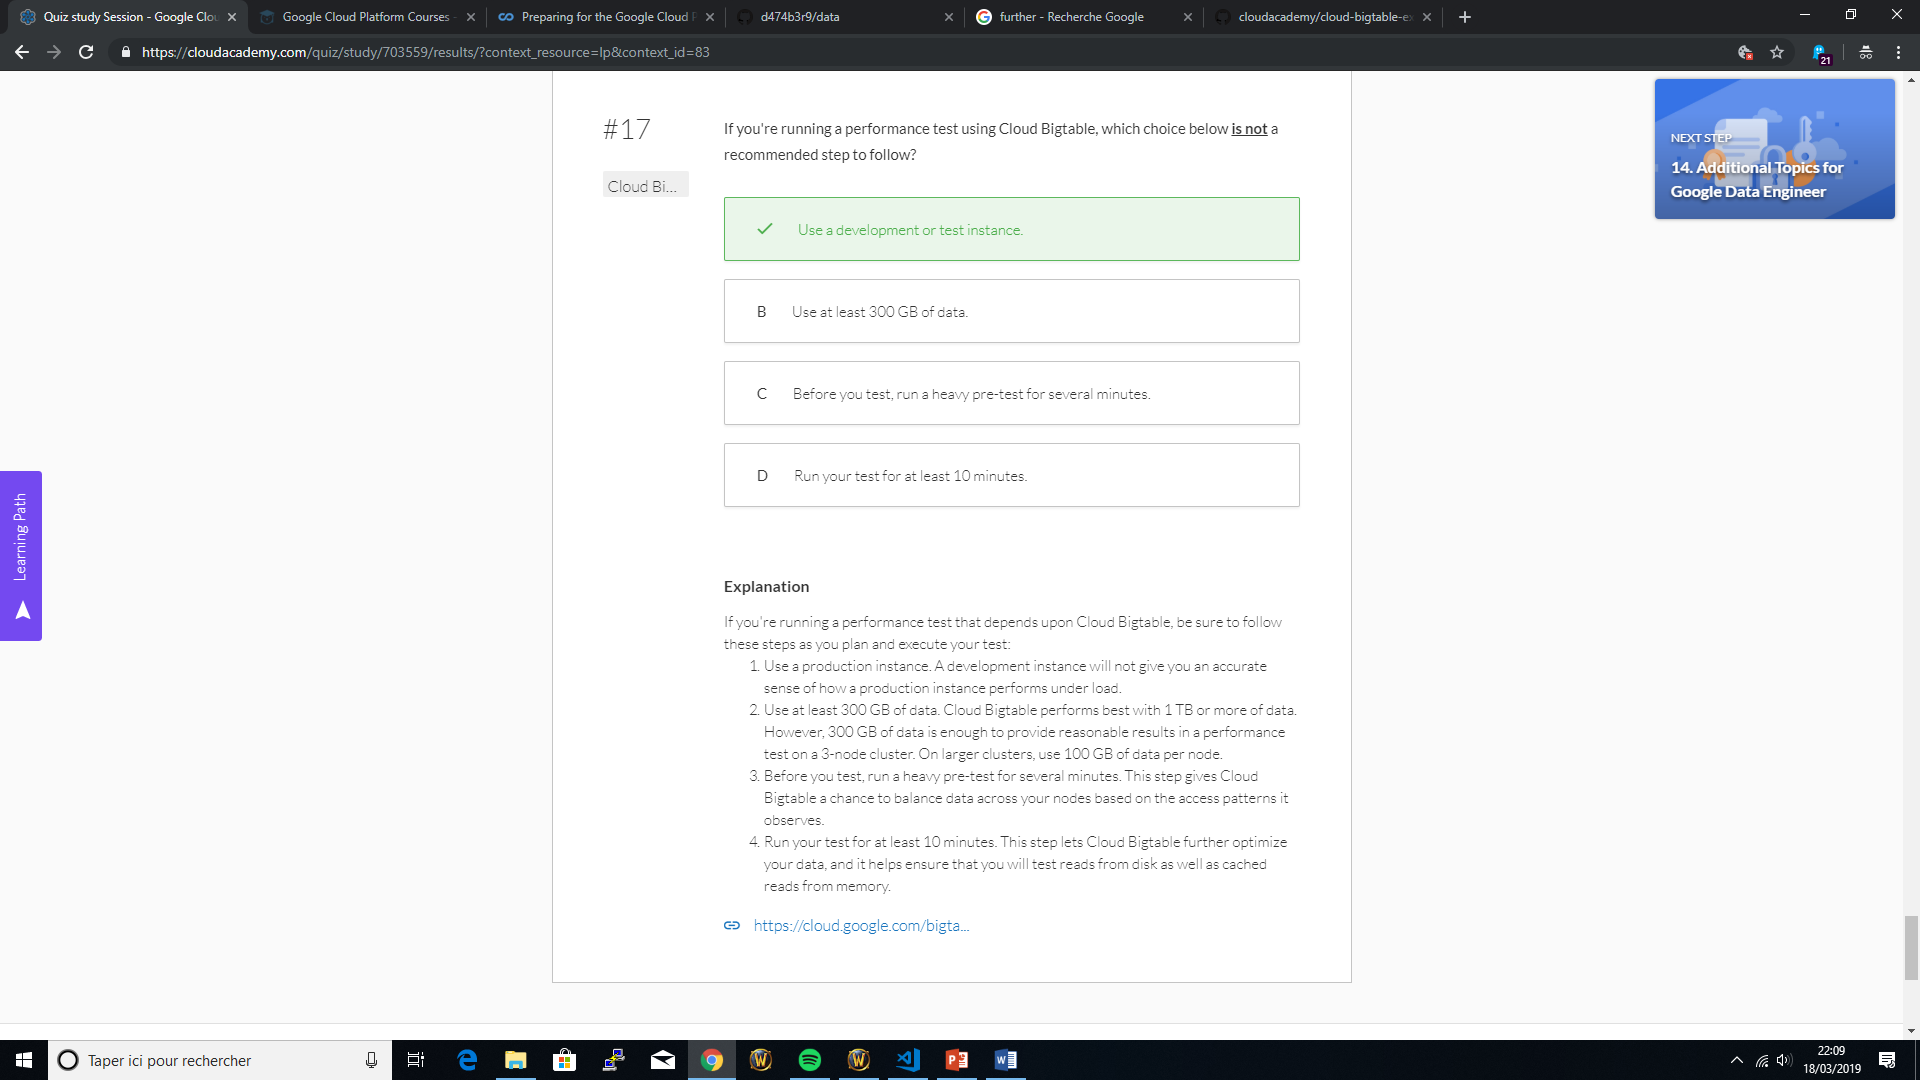 Quiz study Session - Google Clou
Google Cloud Platform Courses -
Preparing for the Google Cloud P
d474b3r9/data
further - Recherche Google
cloudacademy/cloud-bigtable-ex
https://cloudacademy.com/quiz/study/703559/results/?context_resource=lp&context_id=83
21
#17
Cloud Bi...
If you're running a performance test using Cloud Bigtable, which choice below is not a
recommended step to follow?
Use a development or test instance.
B Use at least 300 GB of data.
C Before you test, run a heavy pre-test for several minutes.
D Run your test for at least 10 minutes.
NEXT STEP
14. Additional Topics for
Google Data Engineer
Learning Path
Explanation
If you're running a performance test that depends upon Cloud Bigtable, be sure to follow
these steps as you plan and execute your test:
1. Use a production instance. A development instance will not give you an accurate
sense of how a production instance performs under load.
2. Use at least 300 GB of data. Cloud Bigtable performs best with 1 TB or more of data.
However, 300 GB of data is enough to provide reasonable results in a performance
test on a 3-node cluster. On larger clusters, use 100 GB of data per node.
3. Before you test, run a heavy pre-test for several minutes. This step gives Cloud
Bigtable a chance to balance data across your nodes based on the access patterns it
observes.
4. Run your test for at least 10 minutes. This step lets Cloud Bigtable further optimize
your data, and it helps ensure that you will test reads from disk as well as cached
reads from memory.
https://cloud.google.com/bigta...
Taper ici pour rechercher
22:09
18/03/2019